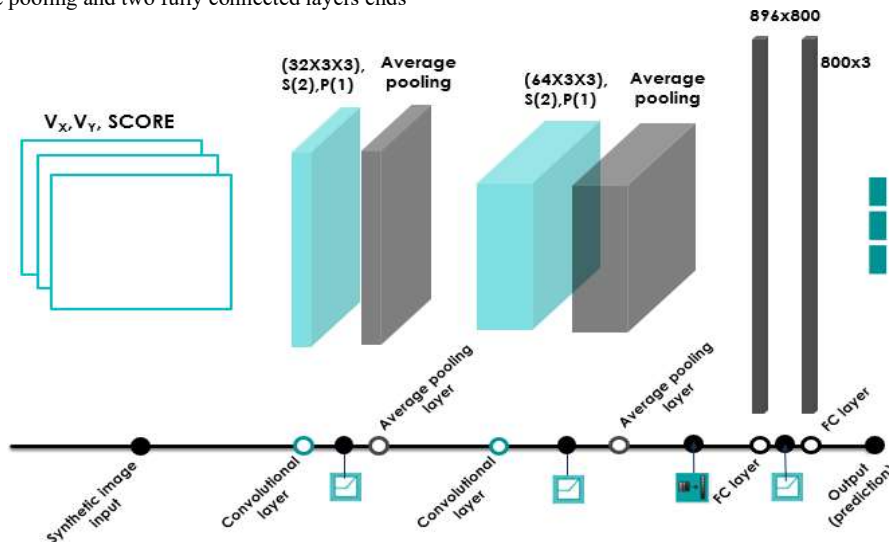 e pooling and two fully connected layers ends
896x800
800x3
(32X3X3),
S(2),P(1)
Average
pooling
(64X3X3),
S(2),P(1)
Average
pooling
VX,VY, SCORE
Synthetic image
input
Convolutional
layer
Average pooling
layer
Convolutional
layer
Average pooling
layer
FC layer
FC layer
Output
(prediction)